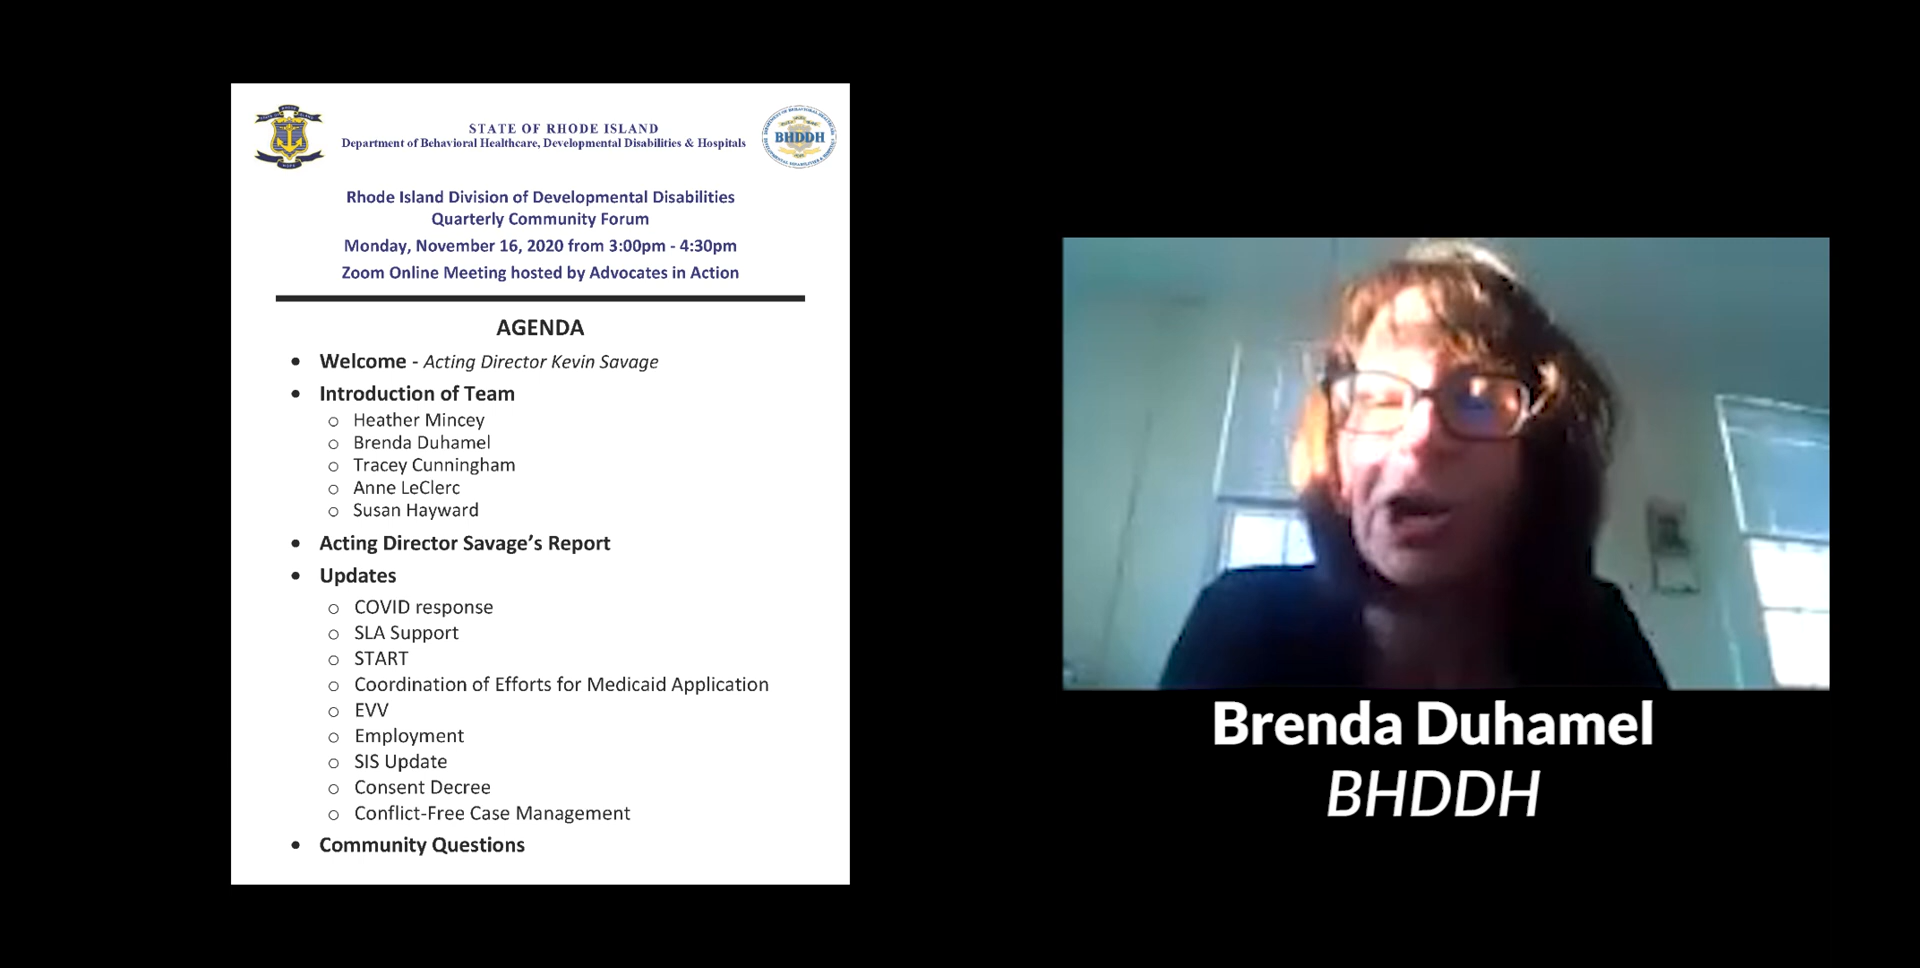 STATE OF RHODE ISLAND
Department of Behavioral Healthcare, Developmental Disabilities & Hospitals
BHDDH
Rhode Island Division of Developmental Disabilities
Quarterly Community Forum
Monday, November 16, 2020 from 3:00pm - 4:30pm
Zoom Online Meeting hosted by Advocates in Action
AGENDA
• Welcome - Acting Director Kevin Savage
• Introduction of Team
o Heather Mincey
o Brenda Duhamel
o Tracey Cunningham
o Anne LeClerc
o Susan Hayward
• Acting Director Savage’s Report
• Updates
o COVID response
o SLA Support
o START
o Coordination of Efforts for Medicaid Application
o EVV
o Employment
o SIS Update
o Consent Decree
o Conflict-Free Case Management
• Community Questions
Brenda Duhamel
BHDDH